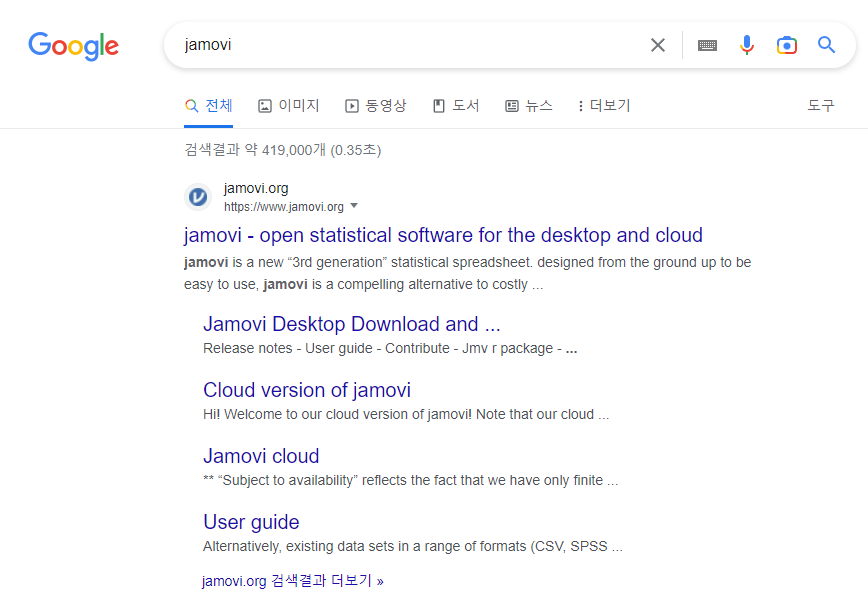 Google
jamovi
전체 이미지 동영상 도서 뉴스 더보기 도구
검색결과 약 419,000개 (0.35초)
jamovi.org
https://www.jamovi.org
jamovi - open statistical software for the desktop and cloud
jamovi is a new “3rd generation” statistical spreadsheet. designed from the ground up to be
easy to use, jamovi is a compelling alternative to costly ...
Jamovi Desktop Download and ...
Release notes - User guide - Contribute - Jmv r package - ...
Cloud version of jamovi
Hi! Welcome to our cloud version of jamovi! Note that our cloud ...
Jamovi cloud
** “Subject to availability” reflects the fact that we have only finite ...
User guide
Alternatively, existing data sets in a range of formats (CSV, SPSS ...
jamovi.org 검색결과 더보기 »